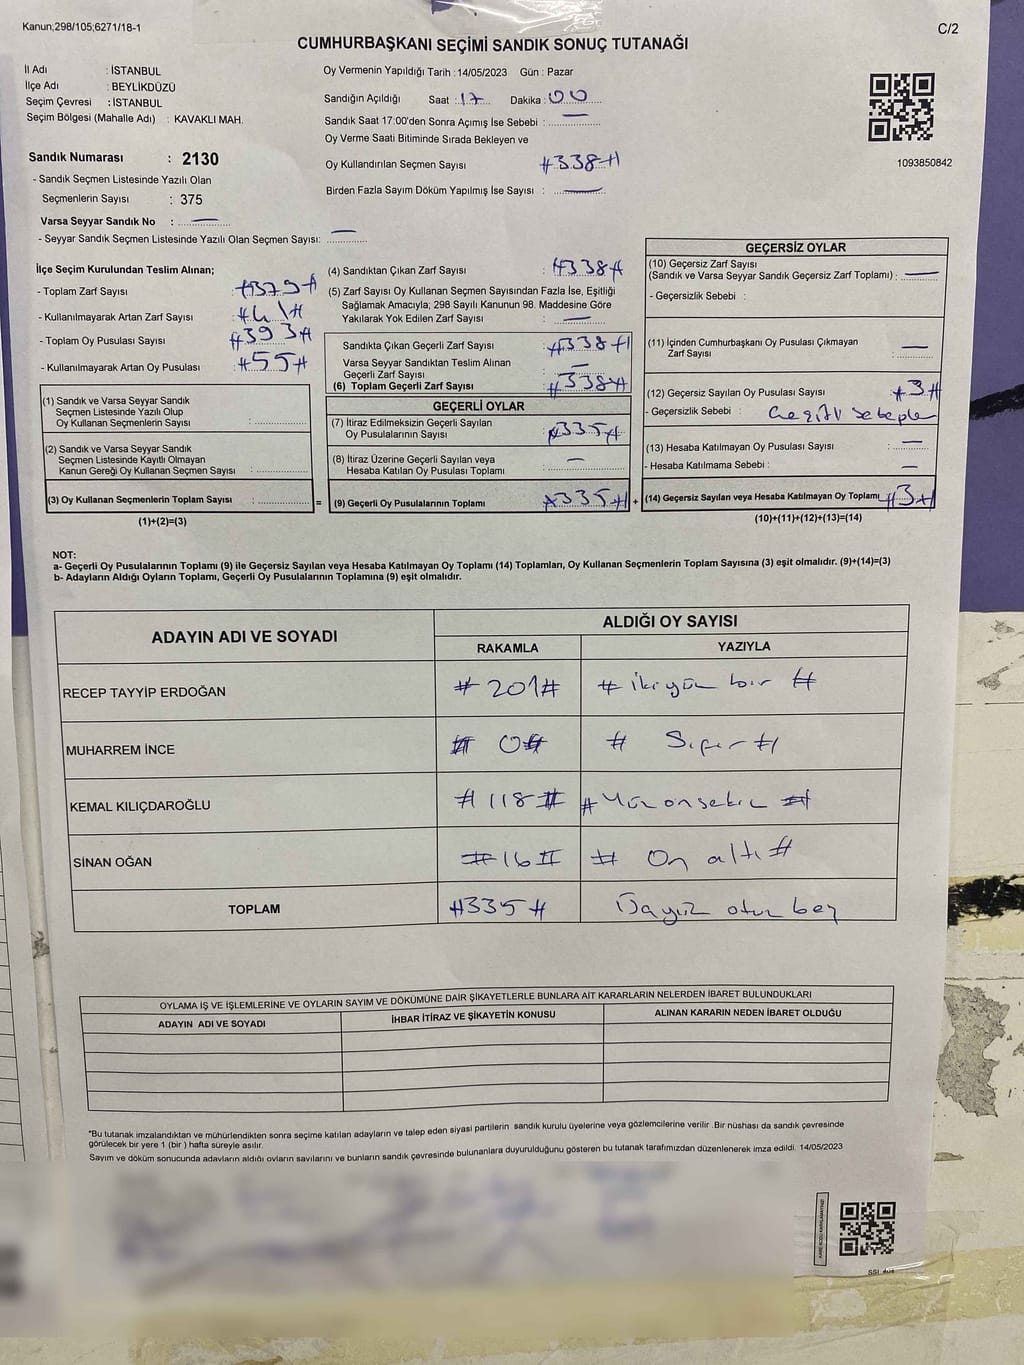 Kanun;298/105;6271/18-1
C/2
CUMHURBAŞKANI SEÇİMİ SANDIK SONUÇ TUTANAĞI
İl Adı : İSTANBUL
İlçe Adı : BEYLİKDÜZÜ
Seçim Çevresi : İSTANBUL
Seçim Bölgesi (Mahalle Adı) : KAVAKLI MAH.
Sandık Numarası : 2130
- Sandık Seçmen Listesinde Yazılı Olan
Seçmenlerin Sayısı : 375
Varsa Seyyar Sandık No : —
- Seyyar Sandık Seçmen Listesinde Yazılı Olan Seçmen Sayısı: —
Oy Vermenin Yapıldığı Tarih : 14/05/2023 Gün : Pazar
Sandığın Açıldığı Saat : 17 Dakika : 00
Sandık Saat 17:00'den Sonra Açımış İse Sebebi : —
Oy Verme Saati Bitiminde Sırada Bekleyen ve
Oy Kullandırılan Seçmen Sayısı #338#
Birden Fazla Sayım Döküm Yapılmış İse Sayısı : —
1093850842
İlçe Seçim Kurulundan Teslim Alınan;
- Toplam Zarf Sayısı : #379#
- Kullanılmayarak Artan Zarf Sayısı : #41#
- Toplam Oy Pusulası Sayısı : #393#
- Kullanılmayarak Artan Oy Pusulası : #55#
(1) Sandık ve Varsa Seyyar Sandık
Seçmen Listesinde Yazılı Olup
Oy Kullanan Seçmenlerin Sayısı :
(2) Sandık ve Varsa Seyyar Sandık
Seçmen Listesinde Kayıtlı Olmayan
Kanun Gereği Oy Kullanan Seçmen Sayısı :
(3) Oy Kullanan Seçmenlerin Toplam Sayısı :
(1)+(2)=(3)
(4) Sandıktan Çıkan Zarf Sayısı : #338#
(5) Zarf Sayısı Oy Kullanan Seçmen Sayısından Fazla İse, Eşitliği
Sağlamak Amacıyla; 298 Sayılı Kanunun 98. Maddesine Göre
Yakılarak Yok Edilen Zarf Sayısı : —
Sandıkta Çıkan Geçerli Zarf Sayısı : #338#
Varsa Seyyar Sandıktan Teslim Alınan
Geçerli Zarf Sayısı : —
(6) Toplam Geçerli Zarf Sayısı : #338#
GEÇERLİ OYLAR
(7) İtiraz Edilmeksizin Geçerli Sayılan
Oy Pusulalarının Sayısı : #335#
(8) İtiraz Üzerine Geçerli Sayılan veya
Hesaba Katılan Oy Pusulası Toplamı : —
= (9) Geçerli Oy Pusulalarının Toplamı #335# +
GEÇERSİZ OYLAR
(10) Geçersiz Zarf Sayısı
(Sandık ve Varsa Seyyar Sandık Geçersiz Zarf Toplamı) : —
- Geçersizlik Sebebi :
(11) İçinden Cumhurbaşkanı Oy Pusulası Çıkmayan
Zarf Sayısı : —
(12) Geçersiz Sayılan Oy Pusulası Sayısı : #3#
- Geçersizlik Sebebi : Çeşitli sebepler
(13) Hesaba Katılmayan Oy Pusulası Sayısı : —
- Hesaba Katılmama Sebebi : —
(14) Geçersiz Sayılan veya Hesaba Katılmayan Oy Toplamı #3#
(10)+(11)+(12)+(13)=(14)
NOT:
a- Geçerli Oy Pusulalarının Toplamı (9) ile Geçersiz Sayılan veya Hesaba Katılmayan Oy Toplamı (14) Toplamları, Oy Kullanan Seçmenlerin Toplam Sayısına (3) eşit olmalıdır. (9)+(14)=(3)
b- Adayların Aldığı Oyların Toplamı, Geçerli Oy Pusulalarının Toplamına (9) eşit olmalıdır.
ADAYIN ADI VE SOYADI
ALDIĞI OY SAYISI
RAKAMLA YAZIYLA
RECEP TAYYİP ERDOĞAN #201# #ikiyüz bir#
MUHARREM İNCE #0# # Sıfır #
KEMAL KILIÇDAROĞLU #118# #Yüz onsekiz#
SİNAN OĞAN #16# # On altı #
TOPLAM #335# Üçyüz otuz beş
OYLAMA İŞ VE İŞLEMLERİNE VE OYLARIN SAYIM VE DÖKÜMÜNE DAİR ŞİKAYETLERLE BUNLARA AİT KARARLARIN NELERDEN İBARET BULUNDUKLARI
ADAYIN ADI VE SOYADI İHBAR İTİRAZ VE ŞİKAYETİN KONUSU ALINAN KARARIN NEDEN İBARET OLDUĞU
*Bu tutanak imzalandıktan ve mühürlendikten sonra seçime katılan adayların ve talep eden siyasi partilerin sandık kurulu üyelerine veya gözlemcilerine verilir .Bir nüshası da sandık çevresinde
görülecek bir yere 1 (bir ) hafta süreyle asılır.
Sayım ve döküm sonucunda adayların aldığı oyların sayılarını ve bunların sandık çevresinde bulunanlara duyurulduğunu gösteren bu tutanak tarafımızdan düzenlenerek imza edildi. 14/05/2023